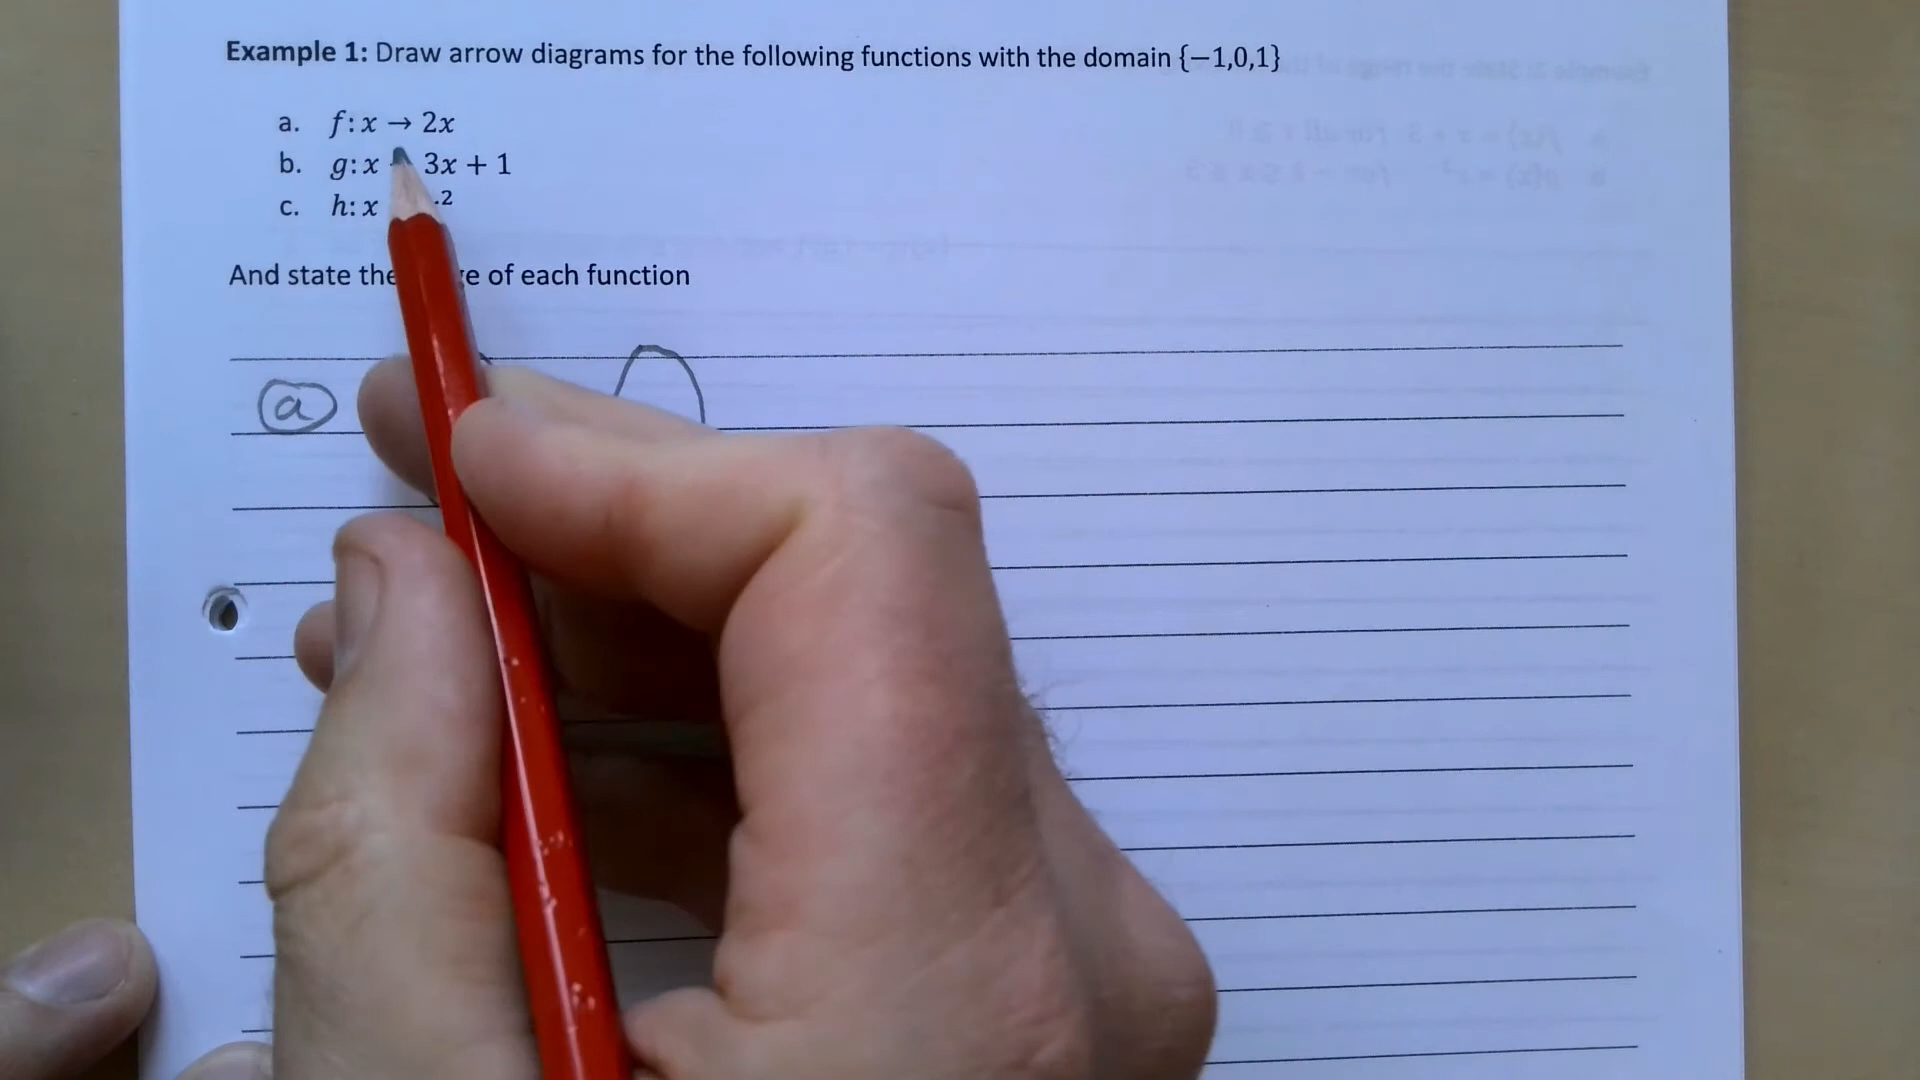 Example 1: Draw arrow diagrams for the following functions with the domain {−1,0,1}
a. f: x → 2x
b. g: x 3x + 1
c. h: x 2
And state the of each function
a